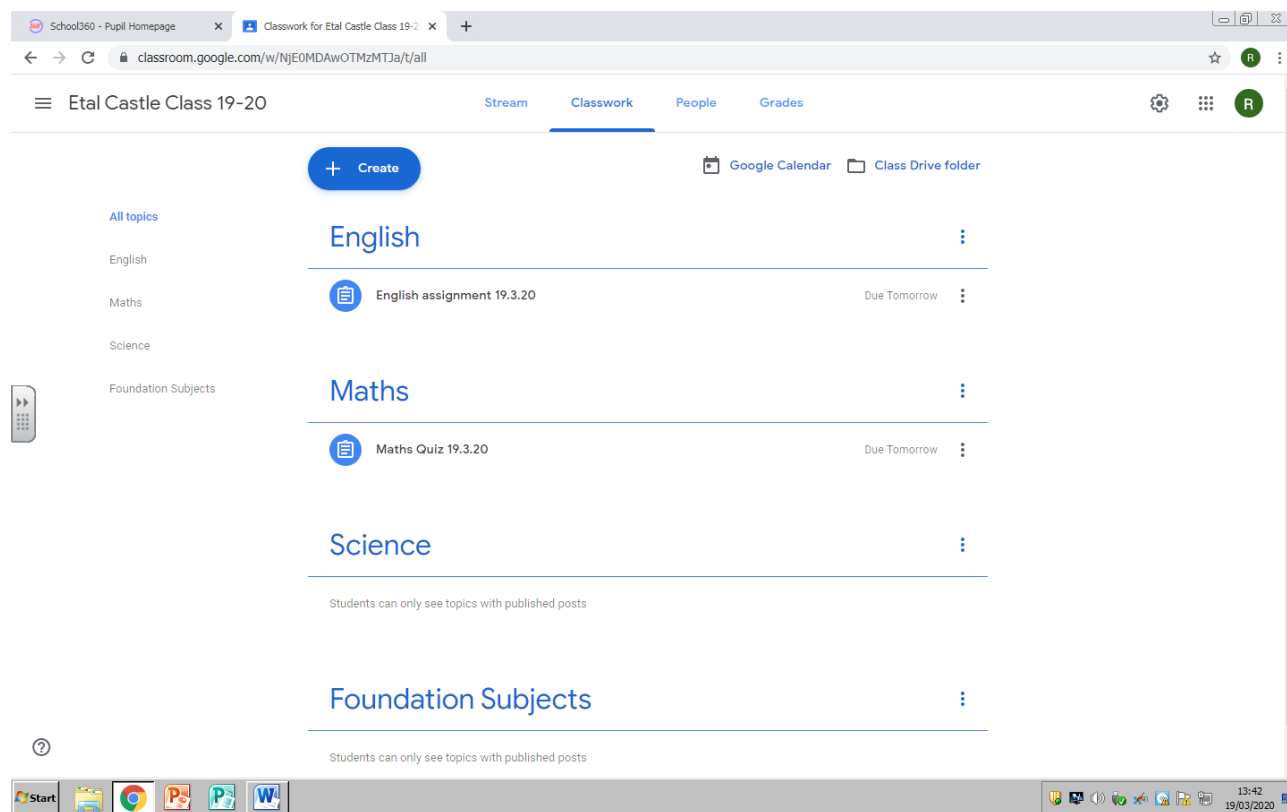 School360 - Pupil Homepage
Classwork for Etal Castle Class 19-2
classroom.google.com/w/NjE0MDAwOTMzMTJa/t/all
R
Etal Castle Class 19-20
Stream
Classwork
People
Grades
R
Create
Google Calendar
Class Drive folder
All topics
English
Maths
Science
Foundation Subjects
English
English assignment 19.3.20
Due Tomorrow
Maths
Maths Quiz 19.3.20
Due Tomorrow
Science
Students can only see topics with published posts
Foundation Subjects
Students can only see topics with published posts
Start
13:42
19/03/2020